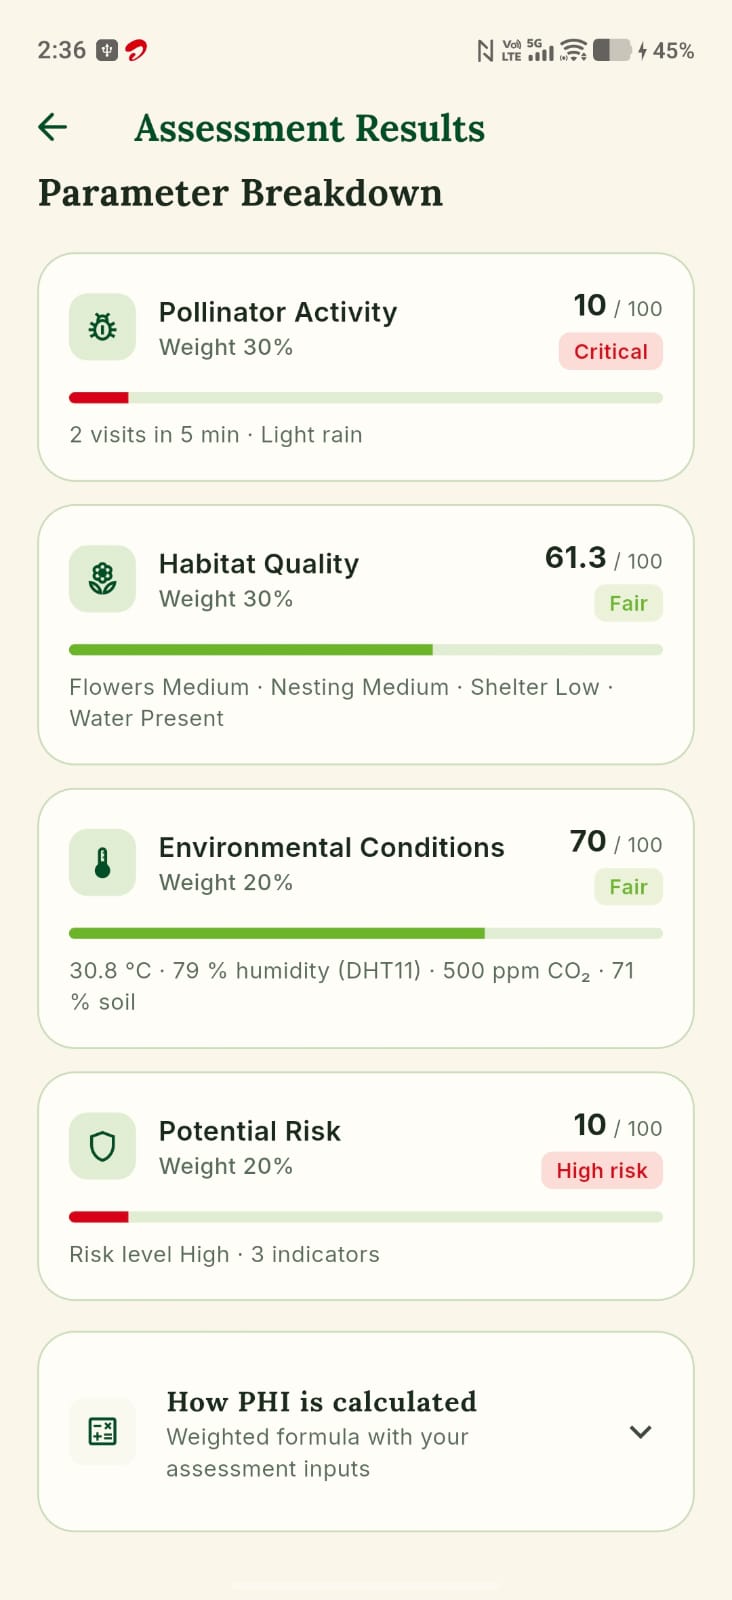 2:36
Vo)) 5G
LTE
45%
Assessment Results
Parameter Breakdown
Pollinator Activity
10 / 100
Weight 30%
Critical
2 visits in 5 min · Light rain
Habitat Quality
61.3 / 100
Weight 30%
Fair
Flowers Medium · Nesting Medium · Shelter Low ·
Water Present
Environmental Conditions
70 / 100
Weight 20%
Fair
30.8 °C · 79 % humidity (DHT11) · 500 ppm CO₂ · 71
% soil
Potential Risk
10 / 100
Weight 20%
High risk
Risk level High · 3 indicators
How PHI is calculated
Weighted formula with your
assessment inputs